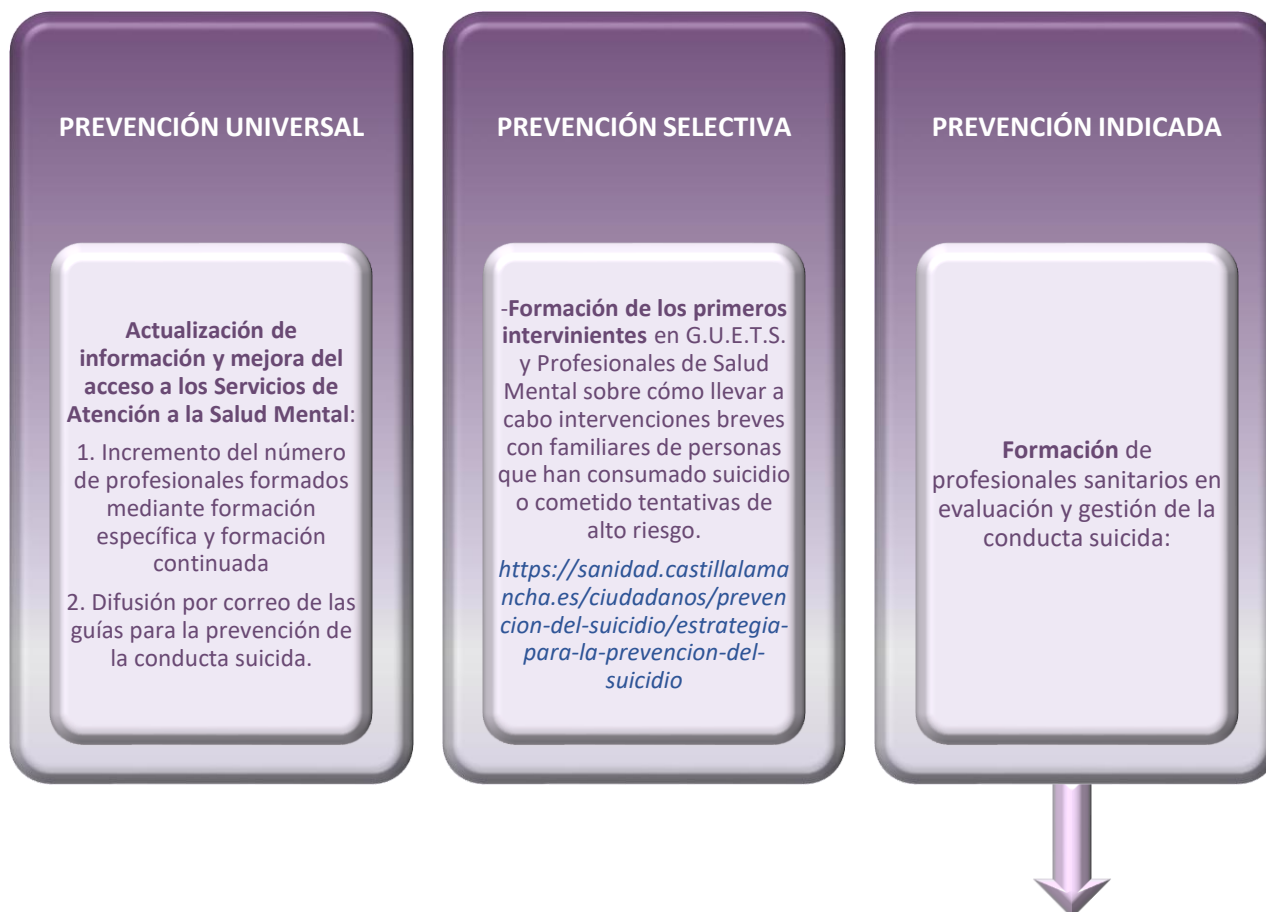 PREVENCIÓN UNIVERSAL
Actualización de
información y mejora del
acceso a los Servicios de
Atención a la Salud Mental:
1. Incremento del número
de profesionales formados
mediante formación
específica y formación
continuada
2. Difusión por correo de las
guías para la prevención de
la conducta suicida.
PREVENCIÓN SELECTIVA
-Formación de los primeros
intervinientes en G.U.E.T.S.
y Profesionales de Salud
Mental sobre cómo llevar a
cabo intervenciones breves
con familiares de personas
que han consumado suicidio
o cometido tentativas de
alto riesgo.
https://sanidad.castillalama
ncha.es/ciudadanos/preven
cion-del-suicidio/estrategia-
para-la-prevencion-del-
suicidio
PREVENCIÓN INDICADA
Formación de
profesionales sanitarios en
evaluación y gestión de la
conducta suicida: